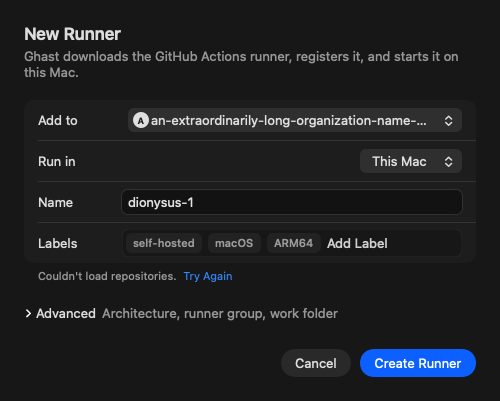 New Runner
Ghast downloads the GitHub Actions runner, registers it, and starts it on
this Mac.
Add to A an-extraordinarily-long-organization-name-...
Run in This Mac
Name dionysus-1
Labels self-hosted macOS ARM64 Add Label
Couldn't load repositories. Try Again
Advanced Architecture, runner group, work folder
Cancel Create Runner